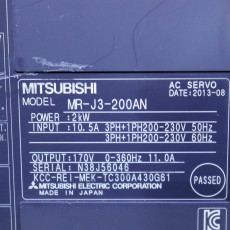 MITSUBISHI
AC SERVO
DATE: 2013-08
MODEL MR-J3-200AN
POWER :2kW
INPUT :10.5A 3PH+1PH200-230V 50Hz
3PH+1PH200-230V 60Hz
OUTPUT:170V 0-360Hz 11.0A
SERIAL: N38J56046
KCC-REI-MEK-TC300A430G61
MITSUBISHI ELECTRIC CORPORATION
MADE IN JAPAN
PASSED